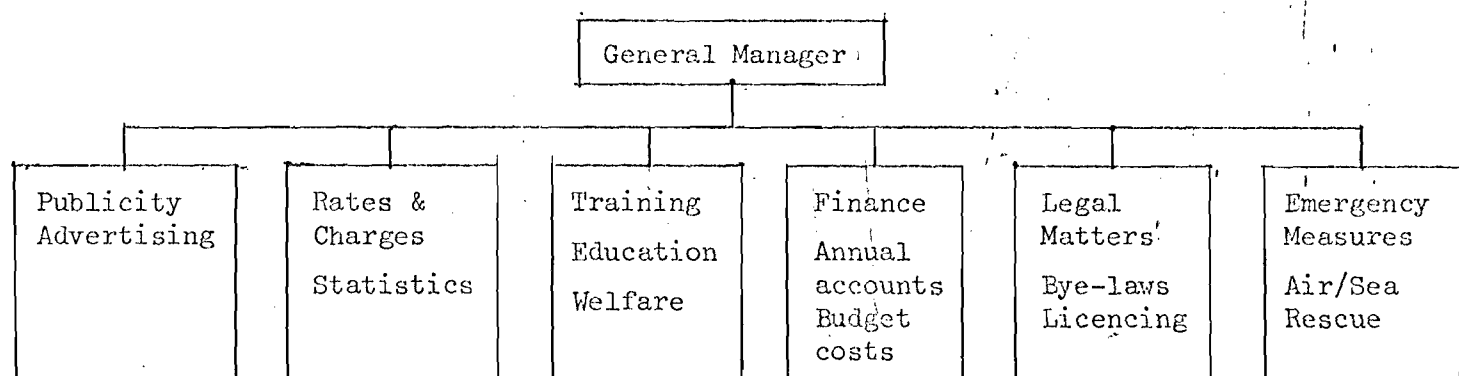 General Manager
Publicity
Advertising
Rates &
Charges
Statistics
Training
Education
Welfare
Finance
Annual
accounts
Budget
costs
Legal
Matters
Bye-laws
Licencing
Emergency
Measures
Air/Sea
Rescue